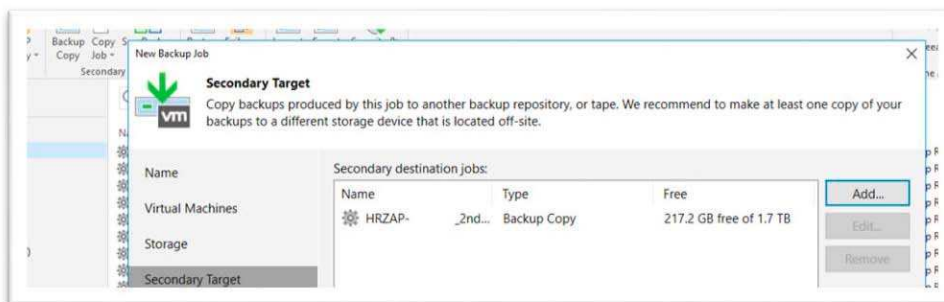 Backup Copy
Copy Job
Secondary
New Backup Job
Secondary Target
Copy backups produced by this job to another backup repository, or tape. We recommend to make at least one copy of your
backups to a different storage device that is located off-site.
Name
Virtual Machines
Storage
Secondary Target
Secondary destination jobs:
Name Type Free
HRZAP- _2nd... Backup Copy 217.2 GB free of 1.7 TB
Add...
Edit...
Remove